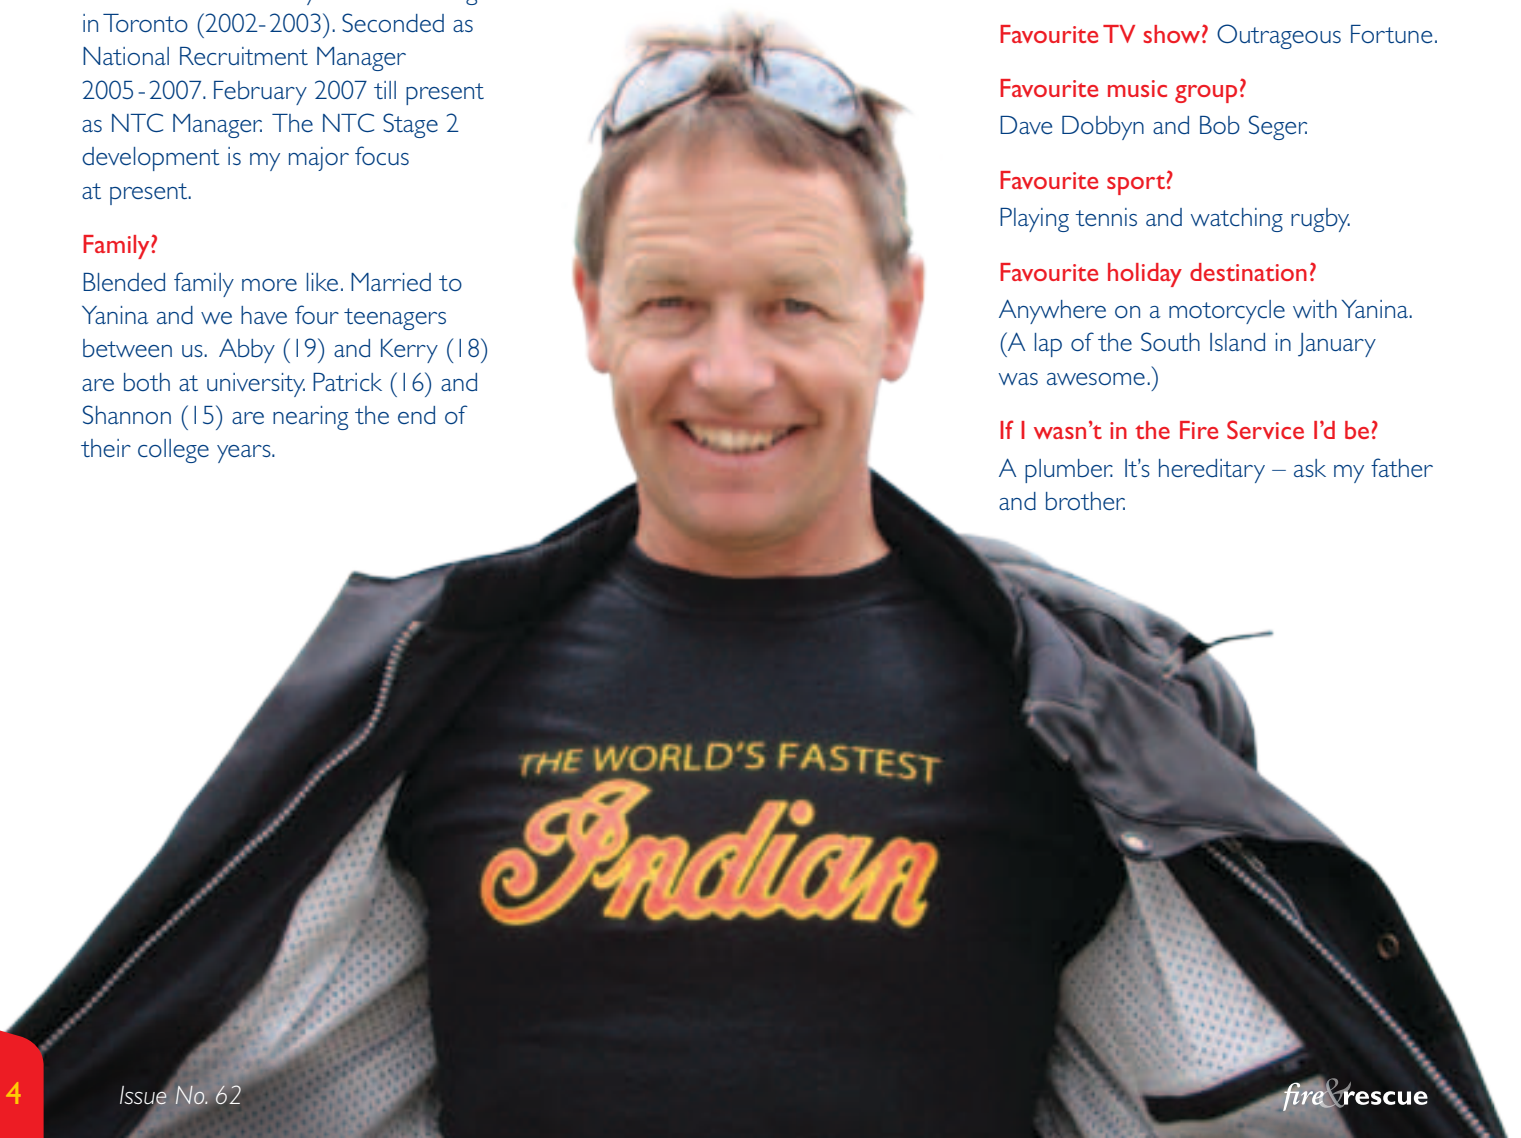 in Toronto (2002-2003). Seconded as
National Recruitment Manager
2005-2007. February 2007 till present
as NTC Manager. The NTC Stage 2
development is my major focus
at present.
Family?
Blended family more like. Married to
Yanina and we have four teenagers
between us. Abby (19) and Kerry (18)
are both at university. Patrick (16) and
Shannon (15) are nearing the end of
their college years.
Favourite TV show? Outrageous Fortune.
Favourite music group?
Dave Dobbyn and Bob Seger.
Favourite sport?
Playing tennis and watching rugby.
Favourite holiday destination?
Anywhere on a motorcycle with Yanina.
(A lap of the South Island in January
was awesome.)
If I wasn't in the Fire Service I'd be?
A plumber. It's hereditary – ask my father
and brother.
THE WORLD'S FASTEST
Indian
4
Issue No. 62
fire&rescue